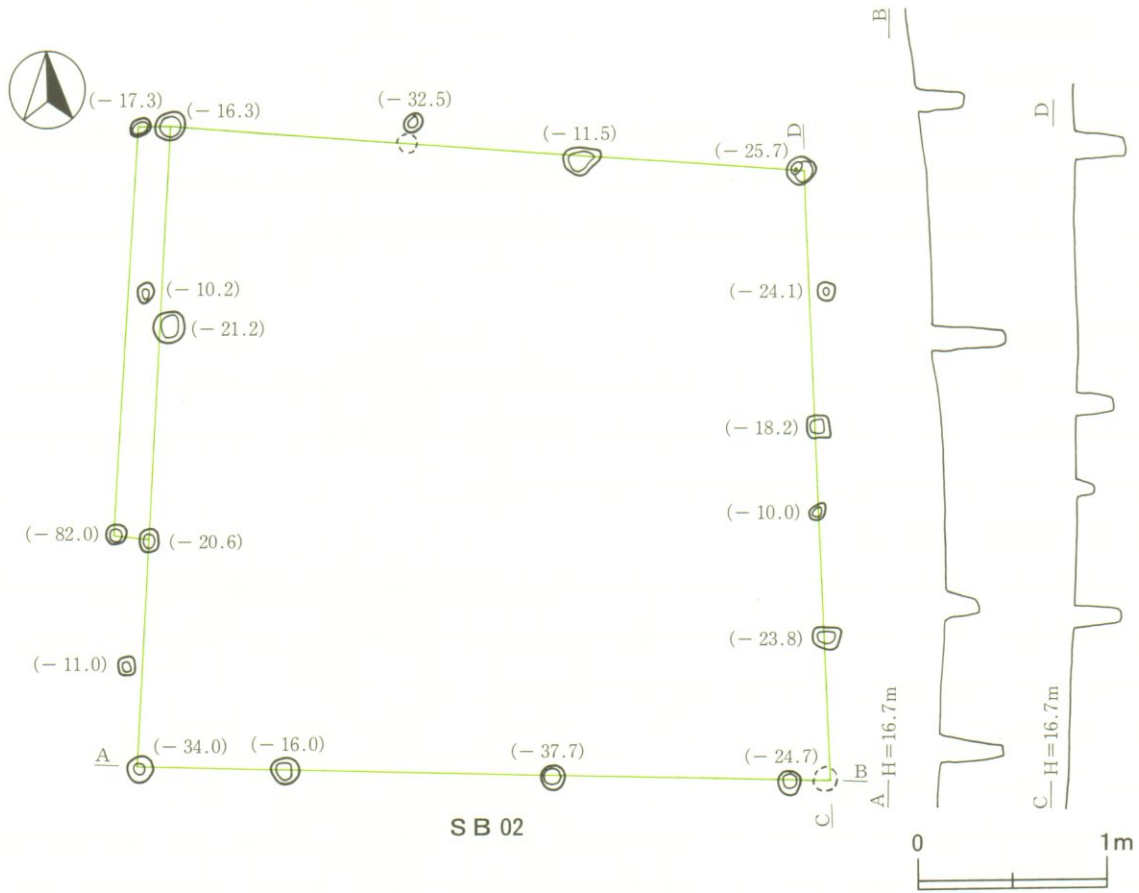 B
(－17.3)
(－16.3)
(－32.5)
(－11.5)
(－25.7)
D
D
(－10.2)
(－21.2)
(－24.1)
(－18.2)
(－10.0)
(－82.0)
(－20.6)
(－23.8)
(－11.0)
A
(－34.0)
(－16.0)
(－37.7)
(－24.7)
B
C
A H＝16.7m
C H＝16.7m
SB02
0 1m